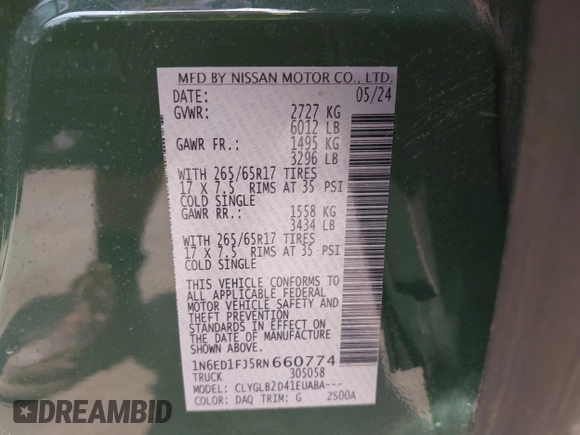 MFD BY NISSAN MOTOR CO., LTD.
DATE: 05/24
GVWR: 2727 KG
6012 LB
GAWR FR.: 1495 KG
3296 LB
WITH 265/65R17 TIRES
17 X 7.5 RIMS AT 35 PSI
COLD SINGLE
GAWR RR.: 1558 KG
3434 LB
WITH 265/65R17 TIRES
17 X 7.5 RIMS AT 35 PSI
COLD SINGLE
THIS VEHICLE CONFORMS TO
ALL APPLICABLE FEDERAL
MOTOR VEHICLE SAFETY AND
THEFT PREVENTION
STANDARDS IN EFFECT ON
THE DATE OF MANUFACTURE
SHOWN ABOVE.
1N6ED1FJ5RN660774
TRUCK 305058
MODEL: CLYGLB2D41EUABA---
COLOR: DAQ TRIM: G ZS00A
DREAMBID